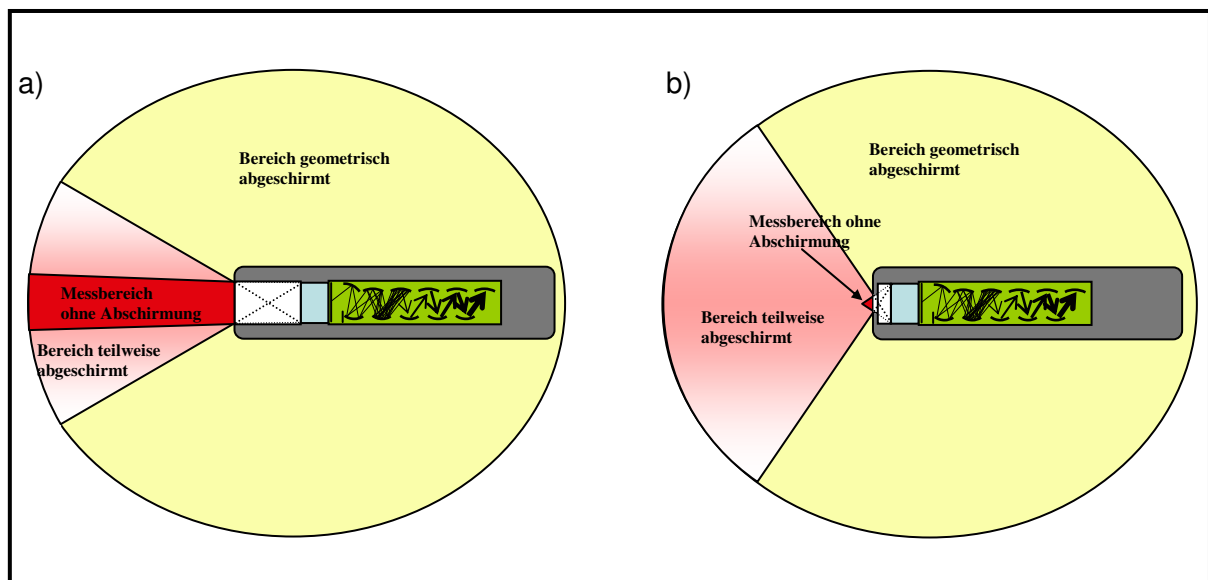 a)
Bereich geometrisch
abgeschirmt
Messbereich
ohne Abschirmung
Bereich teilweise
abgeschirmt
b)
Bereich geometrisch
abgeschirmt
Messbereich ohne
Abschirmung
Bereich teilweise
abgeschirmt